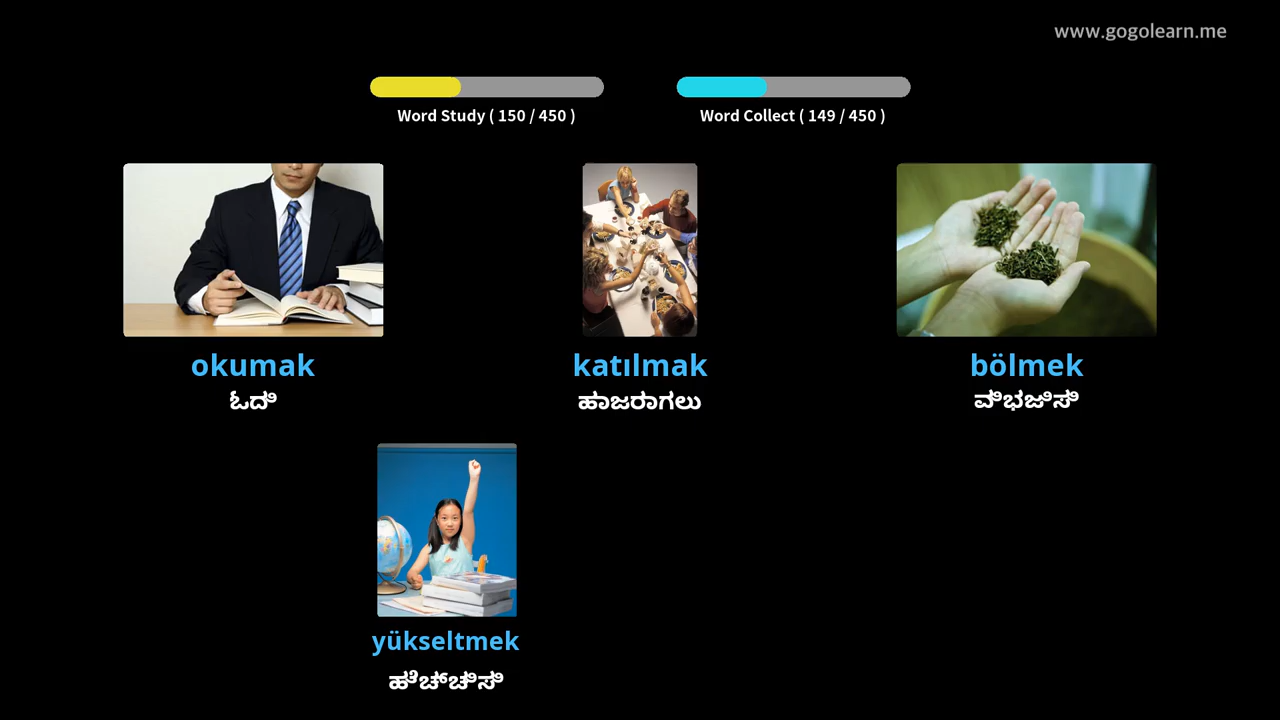 www.gogolearn.me
Word Study ( 150 / 450 )
Word Collect ( 149 / 450 )
okumak
ಓದಿ
katılmak
ಹಾಜರಾಗಲು
bölmek
ವಿಭಜಿಸಿ
yükseltmek
ಹೆಚ್ಚಿಸಿ